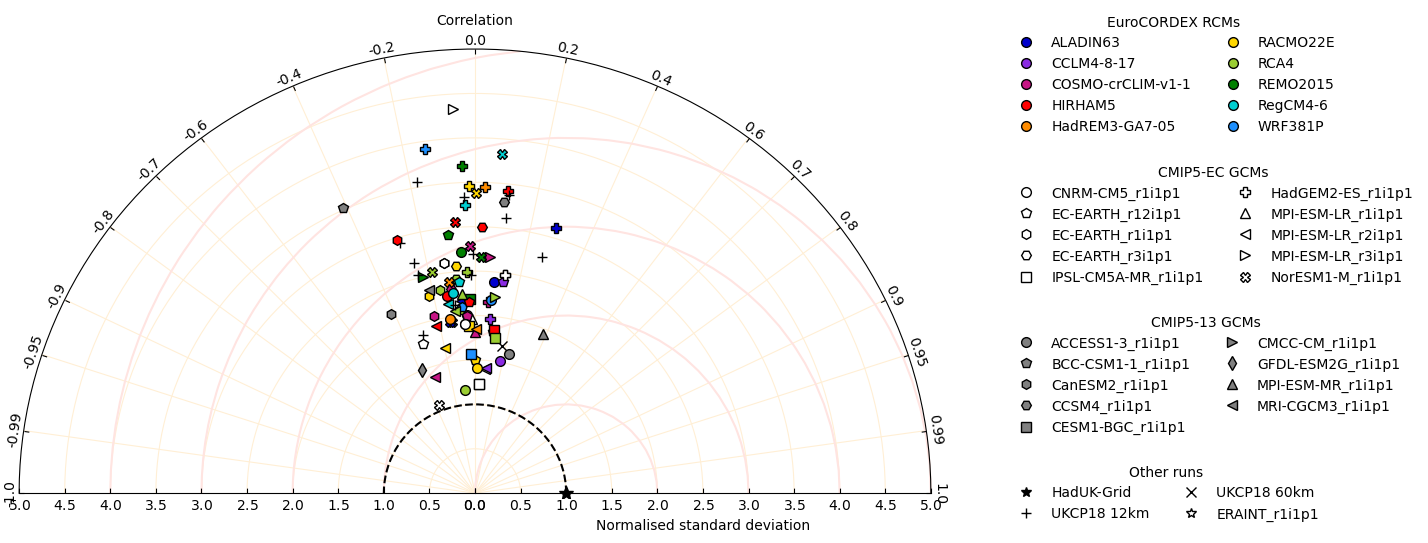 Correlation
-0.2 0.0 0.2
-0.4 0.4
-0.6 0.6
-0.7 0.7
-0.8 0.8
-0.9 0.9
-0.95 0.95
-0.99 0.99
-1.0 1.0
5.0 4.5 4.0 3.5 3.0 2.5 2.0 1.5 1.0 0.5 0.0 0.5 1.0 1.5 2.0 2.5 3.0 3.5 4.0 4.5 5.0
Normalised standard deviation
EuroCORDEX RCMs
ALADIN63 RACMO22E
CCLM4-8-17 RCA4
COSMO-crCLIM-v1-1 REMO2015
HIRHAM5 RegCM4-6
HadREM3-GA7-05 WRF381P
CMIP5-EC GCMs
CNRM-CM5_r1i1p1 HadGEM2-ES_r1i1p1
EC-EARTH_r12i1p1 MPI-ESM-LR_r1i1p1
EC-EARTH_r1i1p1 MPI-ESM-LR_r2i1p1
EC-EARTH_r3i1p1 MPI-ESM-LR_r3i1p1
IPSL-CM5A-MR_r1i1p1 NorESM1-M_r1i1p1
CMIP5-13 GCMs
ACCESS1-3_r1i1p1 CMCC-CM_r1i1p1
BCC-CSM1-1_r1i1p1 GFDL-ESM2G_r1i1p1
CanESM2_r1i1p1 MPI-ESM-MR_r1i1p1
CCSM4_r1i1p1 MRI-CGCM3_r1i1p1
CESM1-BGC_r1i1p1
Other runs
HadUK-Grid UKCP18 60km
UKCP18 12km ERAINT_r1i1p1